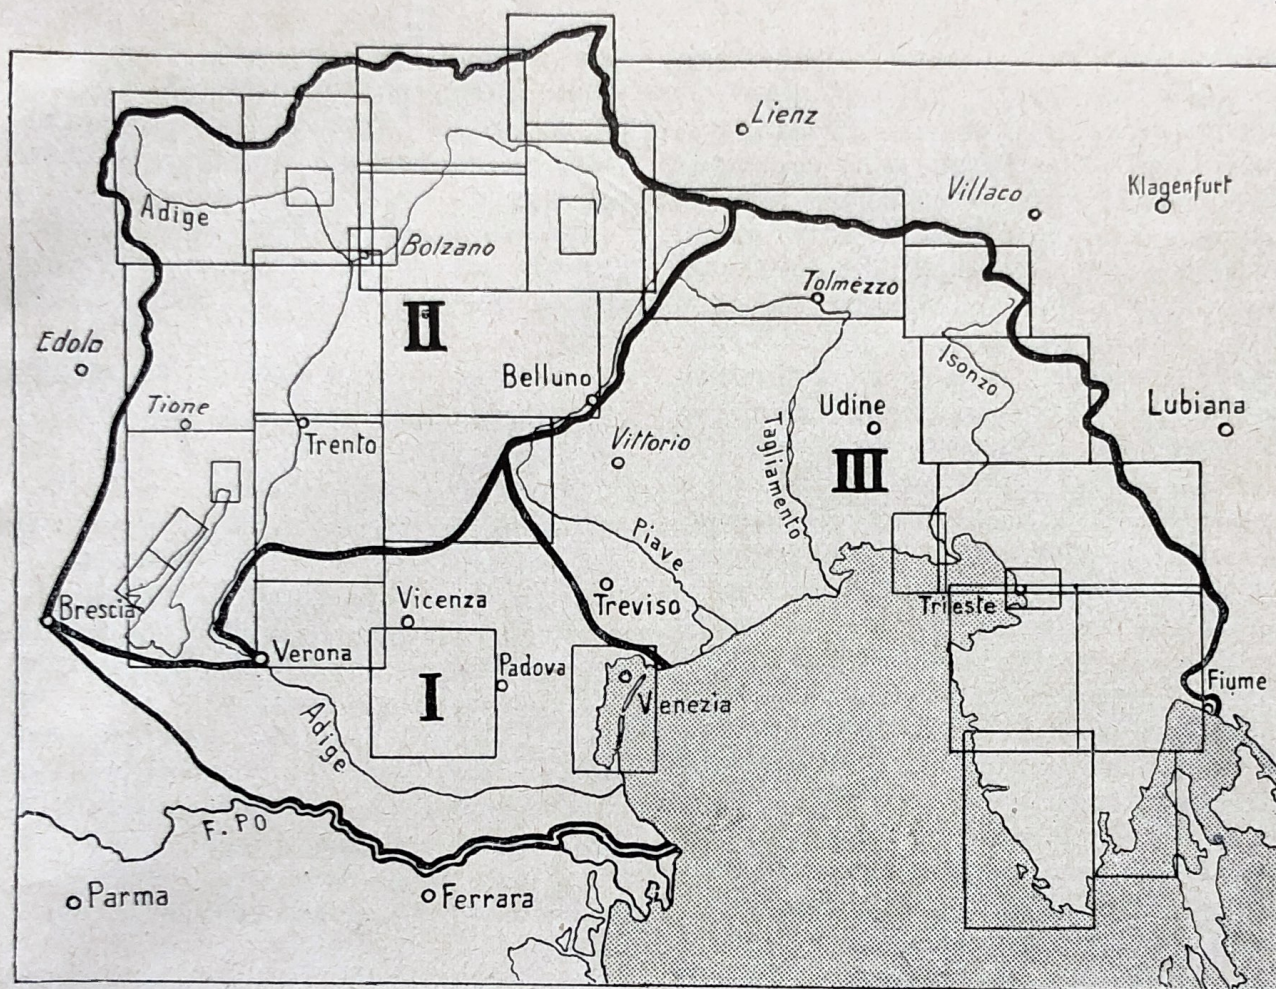 Lienz
Villaco
Klagenfurt
Adige
Bolzano
Tolmezzo
II
Edolo
Isonzo
Belluno
Tione
Udine
Lubiana
Trento
Vittorio
Tagliamento
III
Piave
Brescia
Vicenza
Treviso
Trieste
Verona
Padova
Fiume
I
Venezia
Adige
F. PO
Parma
Ferrara